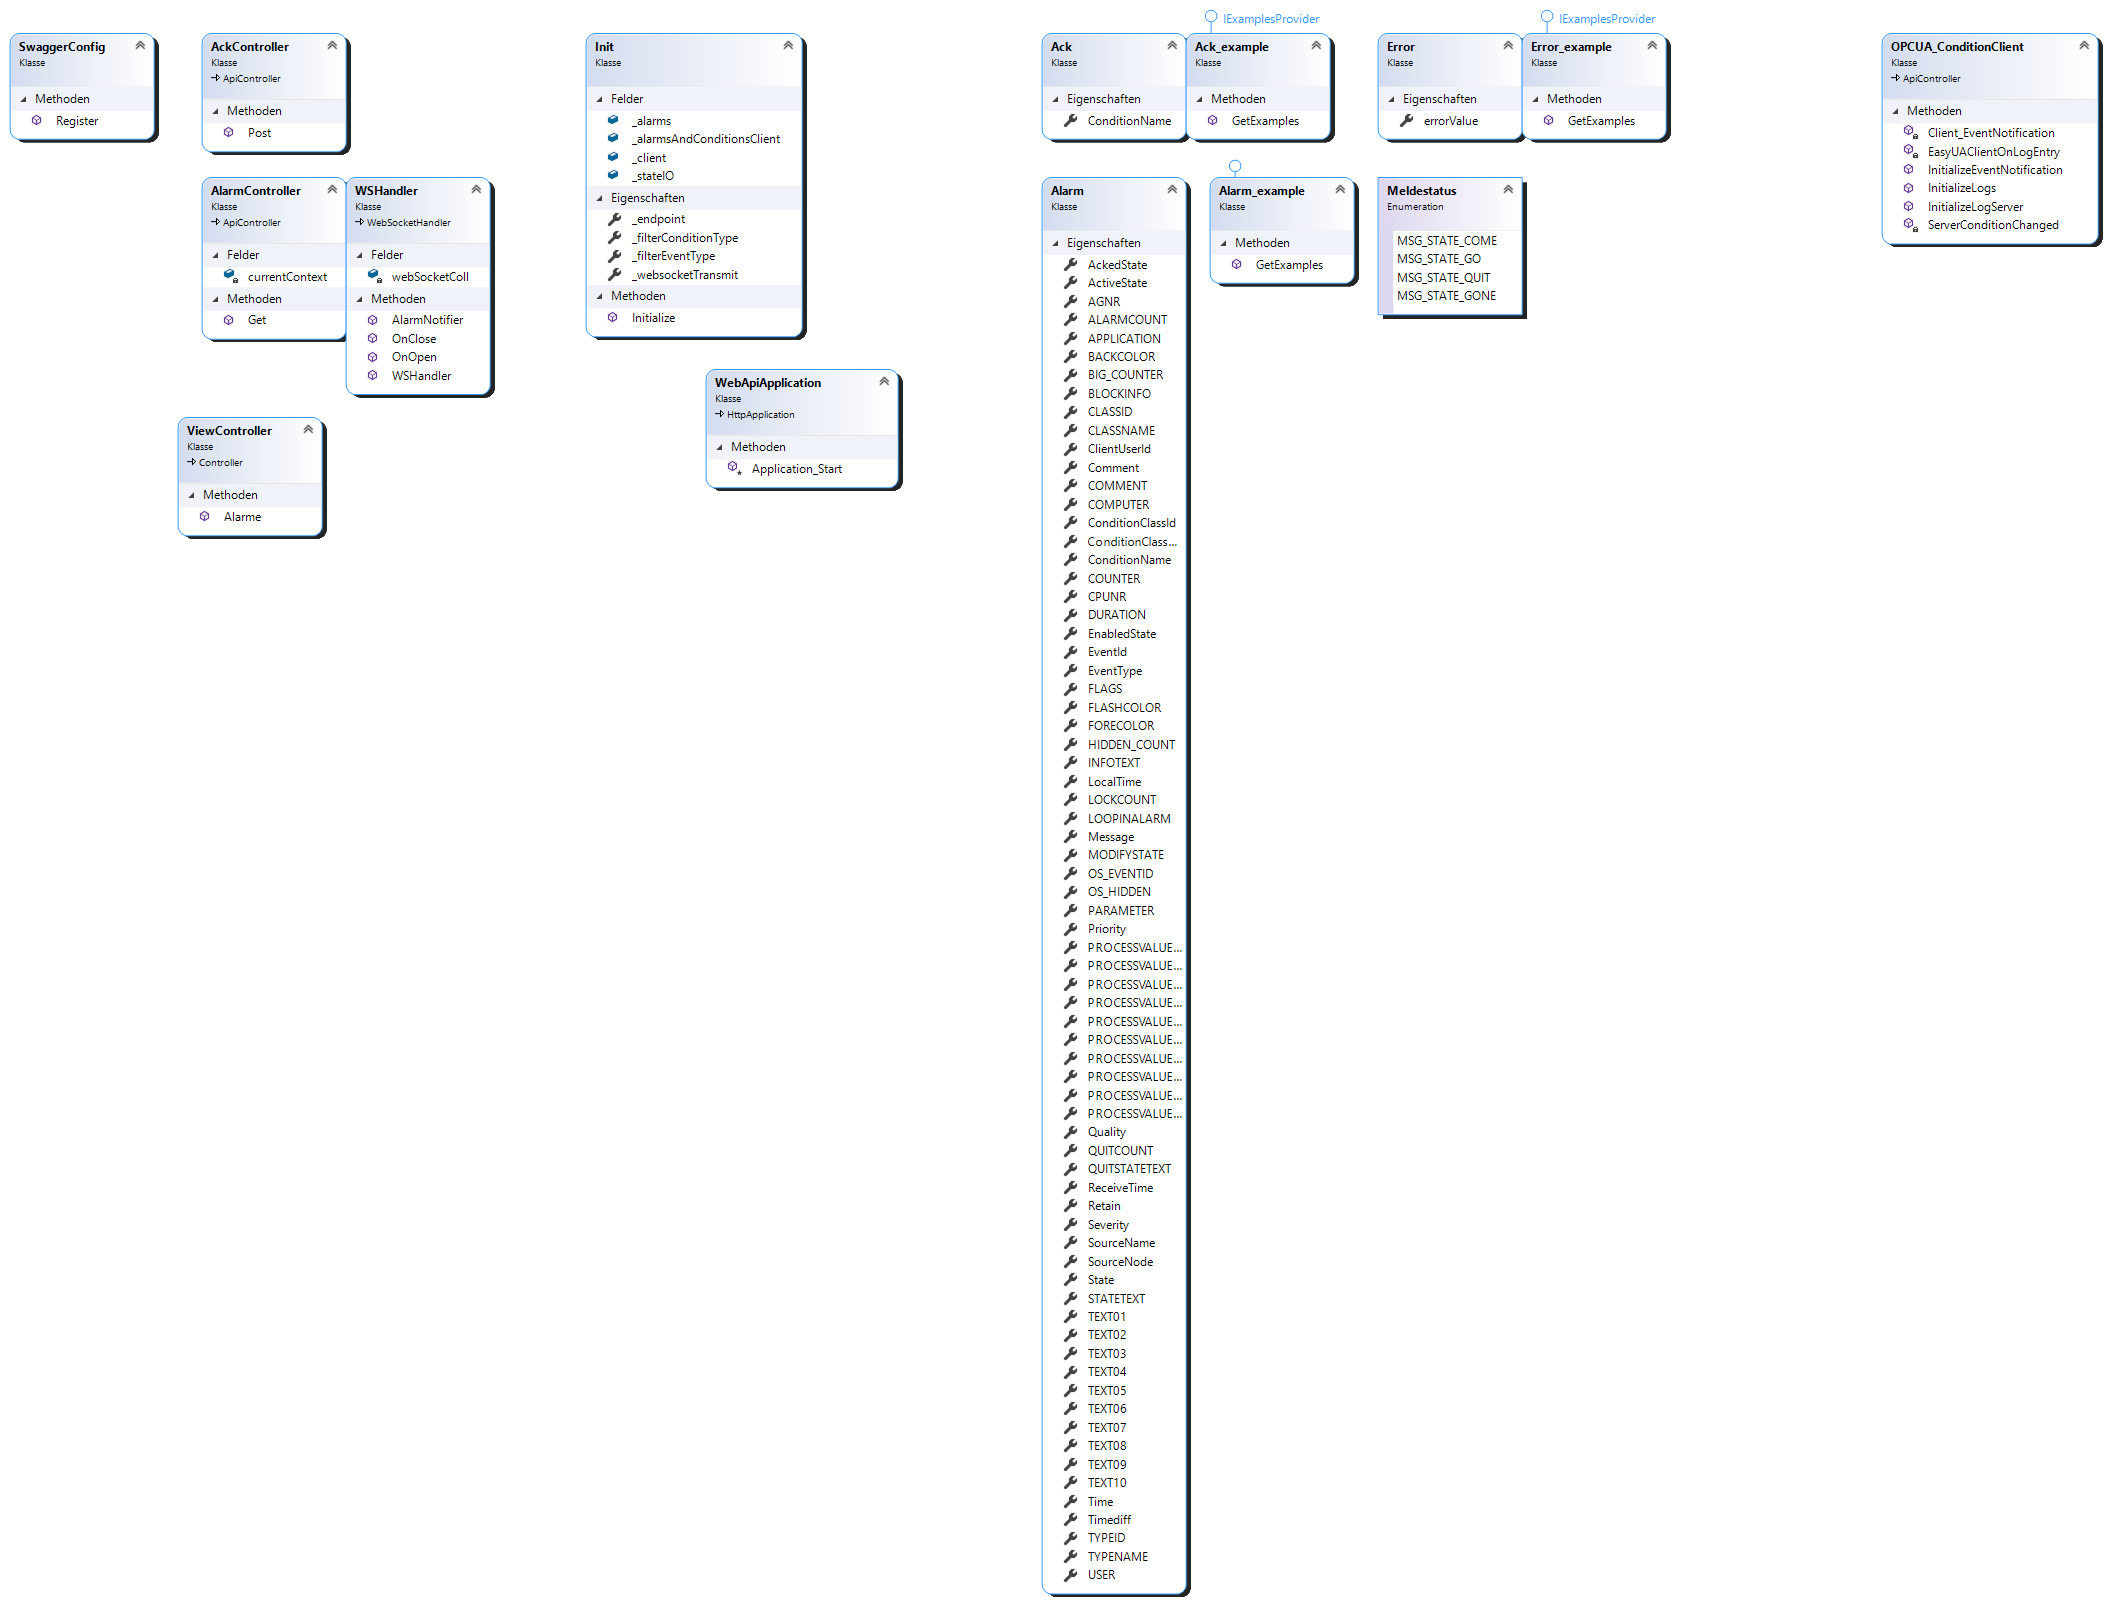 SwaggerConfig
Klasse
Methoden
Register
AckController
Klasse
ApiController
Methoden
Post
AlarmController
Klasse
ApiController
Felder
currentContext
Methoden
Get
WSHandler
Klasse
WebSocketHandler
Felder
webSocketColl
Methoden
AlarmNotifier
OnClose
OnOpen
WSHandler
ViewController
Klasse
Controller
Methoden
Alarme
Init
Klasse
Felder
_alarms
_alarmsAndConditionsClient
_client
_stateIO
Eigenschaften
_endpoint
_filterConditionType
_filterEventType
_websocketTransmit
Methoden
Initialize
WebApiApplication
Klasse
HttpApplication
Methoden
Application_Start
Ack
Klasse
Eigenschaften
ConditionName
IExamplesProvider
Ack_example
Klasse
Methoden
GetExamples
Error
Klasse
Eigenschaften
errorValue
IExamplesProvider
Error_example
Klasse
Methoden
GetExamples
Alarm
Klasse
Eigenschaften
AckedState
ActiveState
AGNR
ALARMCOUNT
APPLICATION
BACKCOLOR
BIG_COUNTER
BLOCKINFO
CLASSID
CLASSNAME
ClientUserId
Comment
COMMENT
COMPUTER
ConditionClassId
ConditionClass...
ConditionName
COUNTER
CPUNR
DURATION
EnabledState
EventId
EventType
FLAGS
FLASHCOLOR
FORECOLOR
HIDDEN_COUNT
INFOTEXT
LocalTime
LOCKCOUNT
LOOPINALARM
Message
MODIFYSTATE
OS_EVENTID
OS_HIDDEN
PARAMETER
Priority
PROCESSVALUE...
PROCESSVALUE...
PROCESSVALUE...
PROCESSVALUE...
PROCESSVALUE...
PROCESSVALUE...
PROCESSVALUE...
PROCESSVALUE...
PROCESSVALUE...
PROCESSVALUE...
Quality
QUITCOUNT
QUITSTATETEXT
ReceiveTime
Retain
Severity
SourceName
SourceNode
State
STATETEXT
TEXT01
TEXT02
TEXT03
TEXT04
TEXT05
TEXT06
TEXT07
TEXT08
TEXT09
TEXT10
Time
Timediff
TYPEID
TYPENAME
USER
Alarm_example
Klasse
Methoden
GetExamples
Meldestatus
Enumeration
MSG_STATE_COME
MSG_STATE_GO
MSG_STATE_QUIT
MSG_STATE_GONE
OPCUA_ConditionClient
Klasse
ApiController
Methoden
Client_EventNotification
EasyUAClientOnLogEntry
InitializeEventNotification
InitializeLogs
InitializeLogServer
ServerConditionChanged